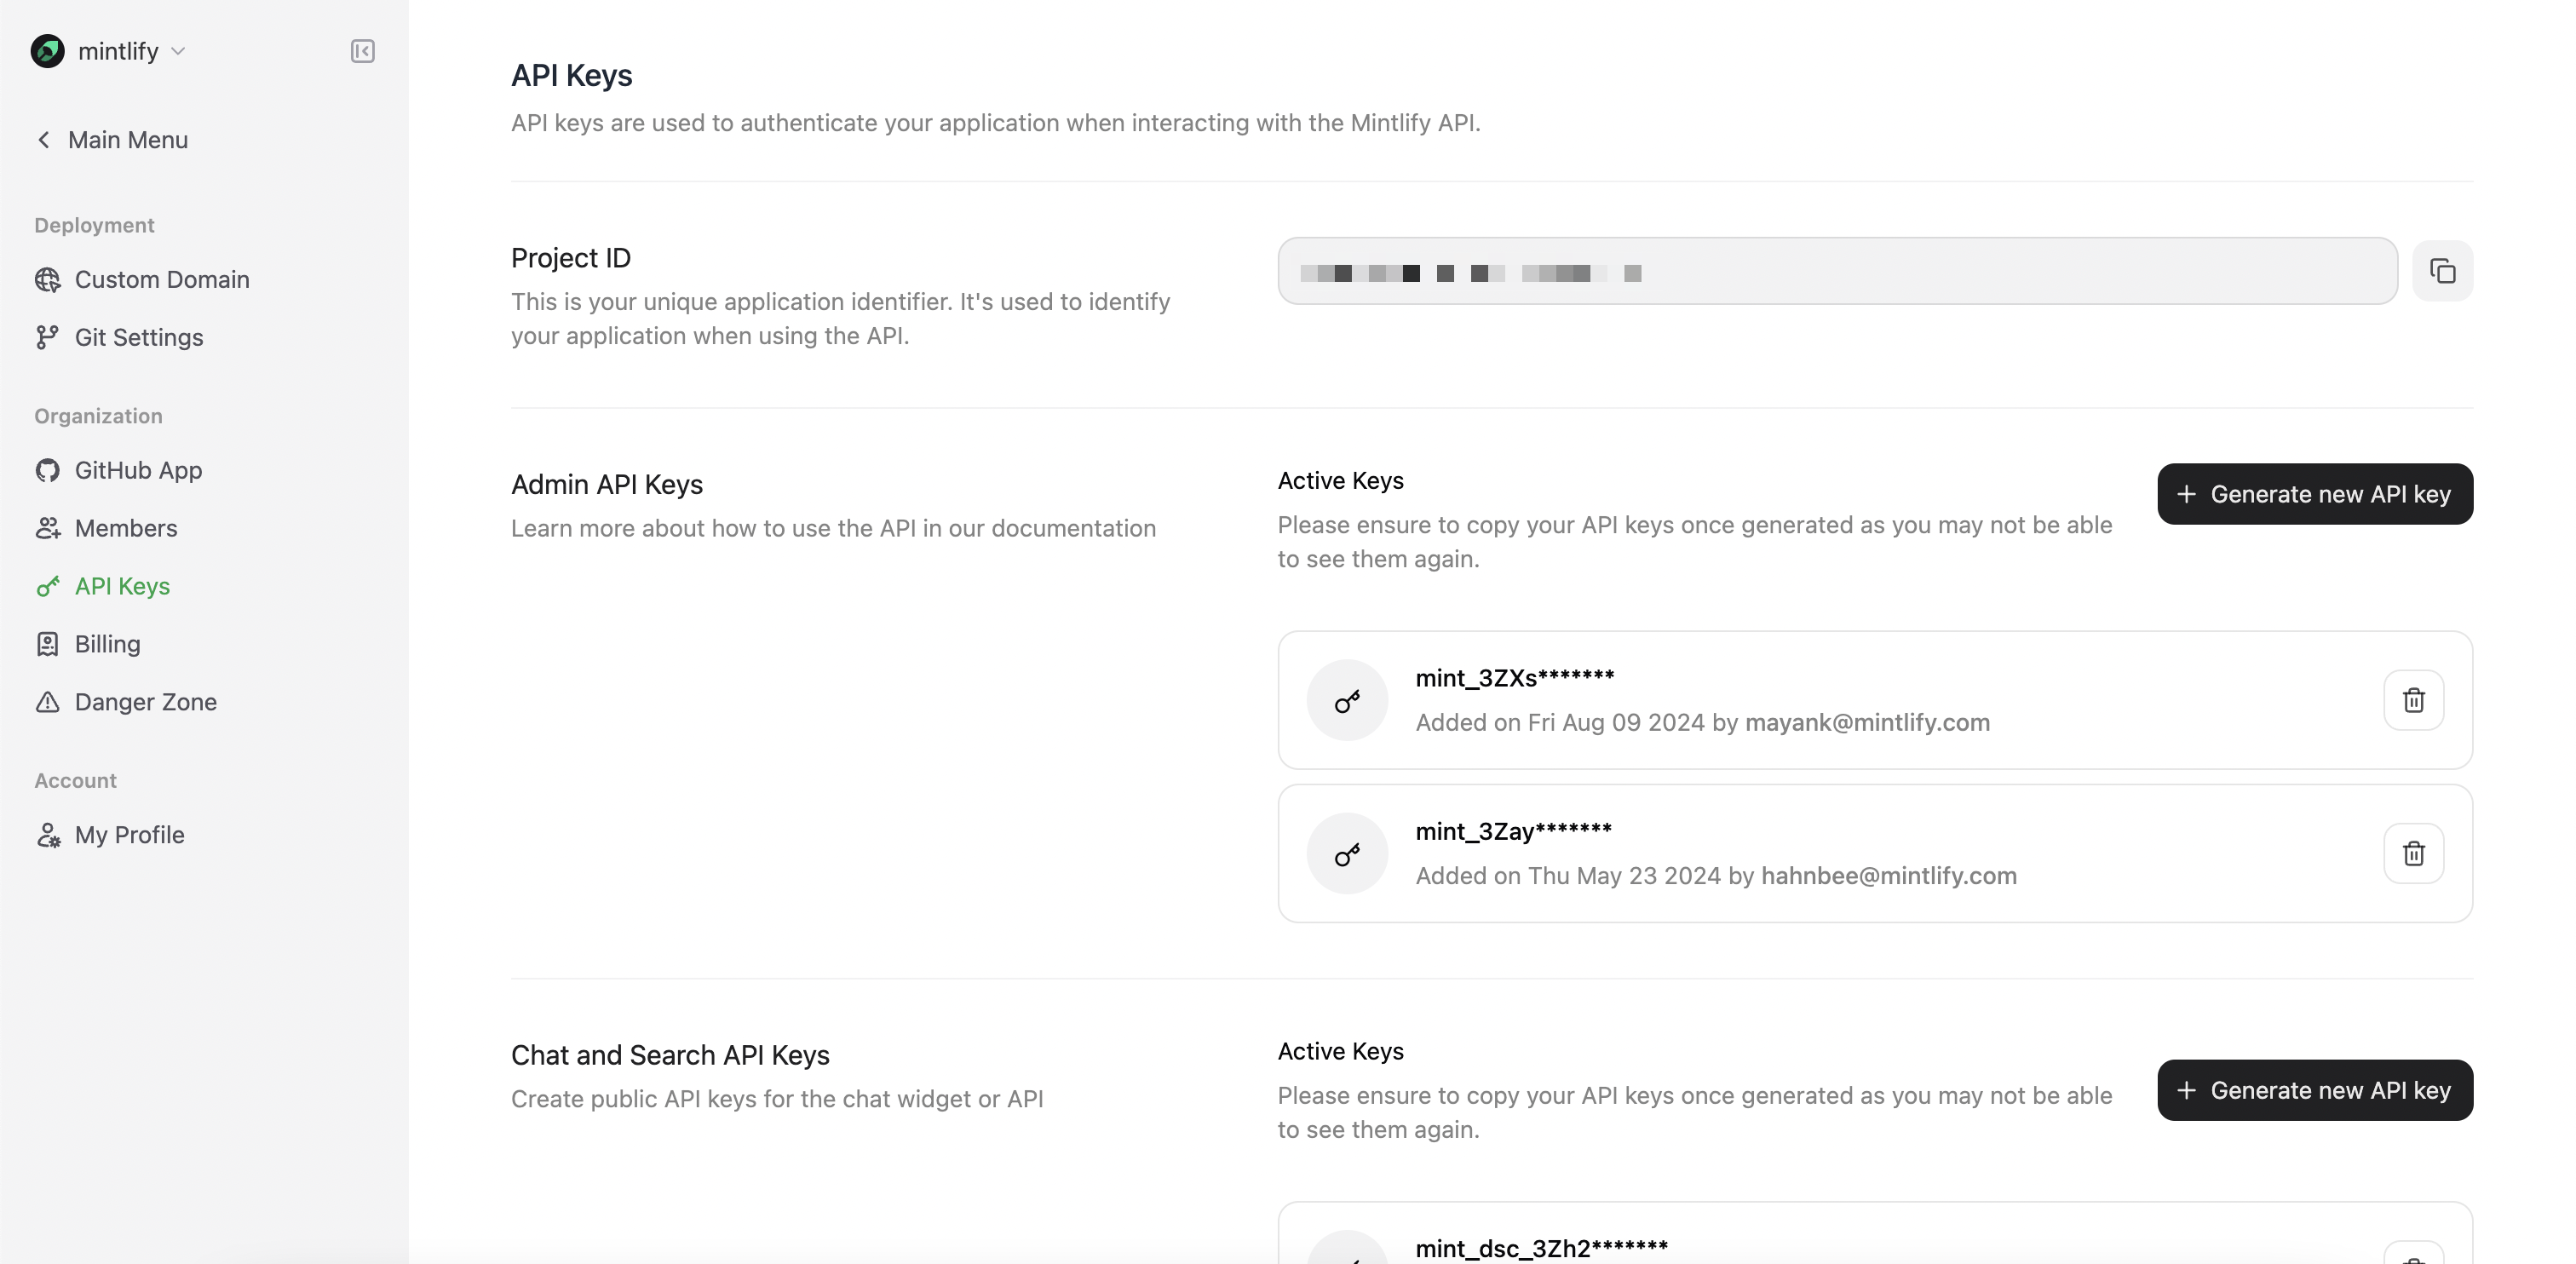 mintlify
Main Menu
Deployment
Custom Domain
Git Settings
Organization
GitHub App
Members
API Keys
Billing
Danger Zone
Account
My Profile
API Keys
API keys are used to authenticate your application when interacting with the Mintlify API.
Project ID
This is your unique application identifier. It's used to identify
your application when using the API.
Admin API Keys
Learn more about how to use the API in our documentation
Active Keys
Please ensure to copy your API keys once generated as you may not be able
to see them again.
Generate new API key
mint_3ZXs*******
Added on Fri Aug 09 2024 by mayank@mintlify.com
mint_3Zay*******
Added on Thu May 23 2024 by hahnbee@mintlify.com
Chat and Search API Keys
Create public API keys for the chat widget or API
Active Keys
Please ensure to copy your API keys once generated as you may not be able
to see them again.
Generate new API key
mint_dsc_3Zh2*******